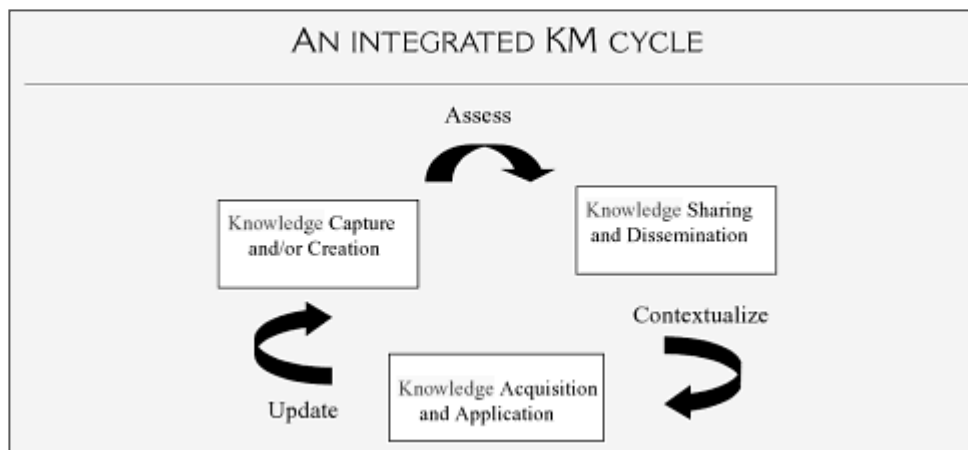 AN INTEGRATED KM CYCLE
Assess
Knowledge Capture
and/or Creation
Knowledge Sharing
and Dissemination
Contextualize
Knowledge Acquisition
and Application
Update